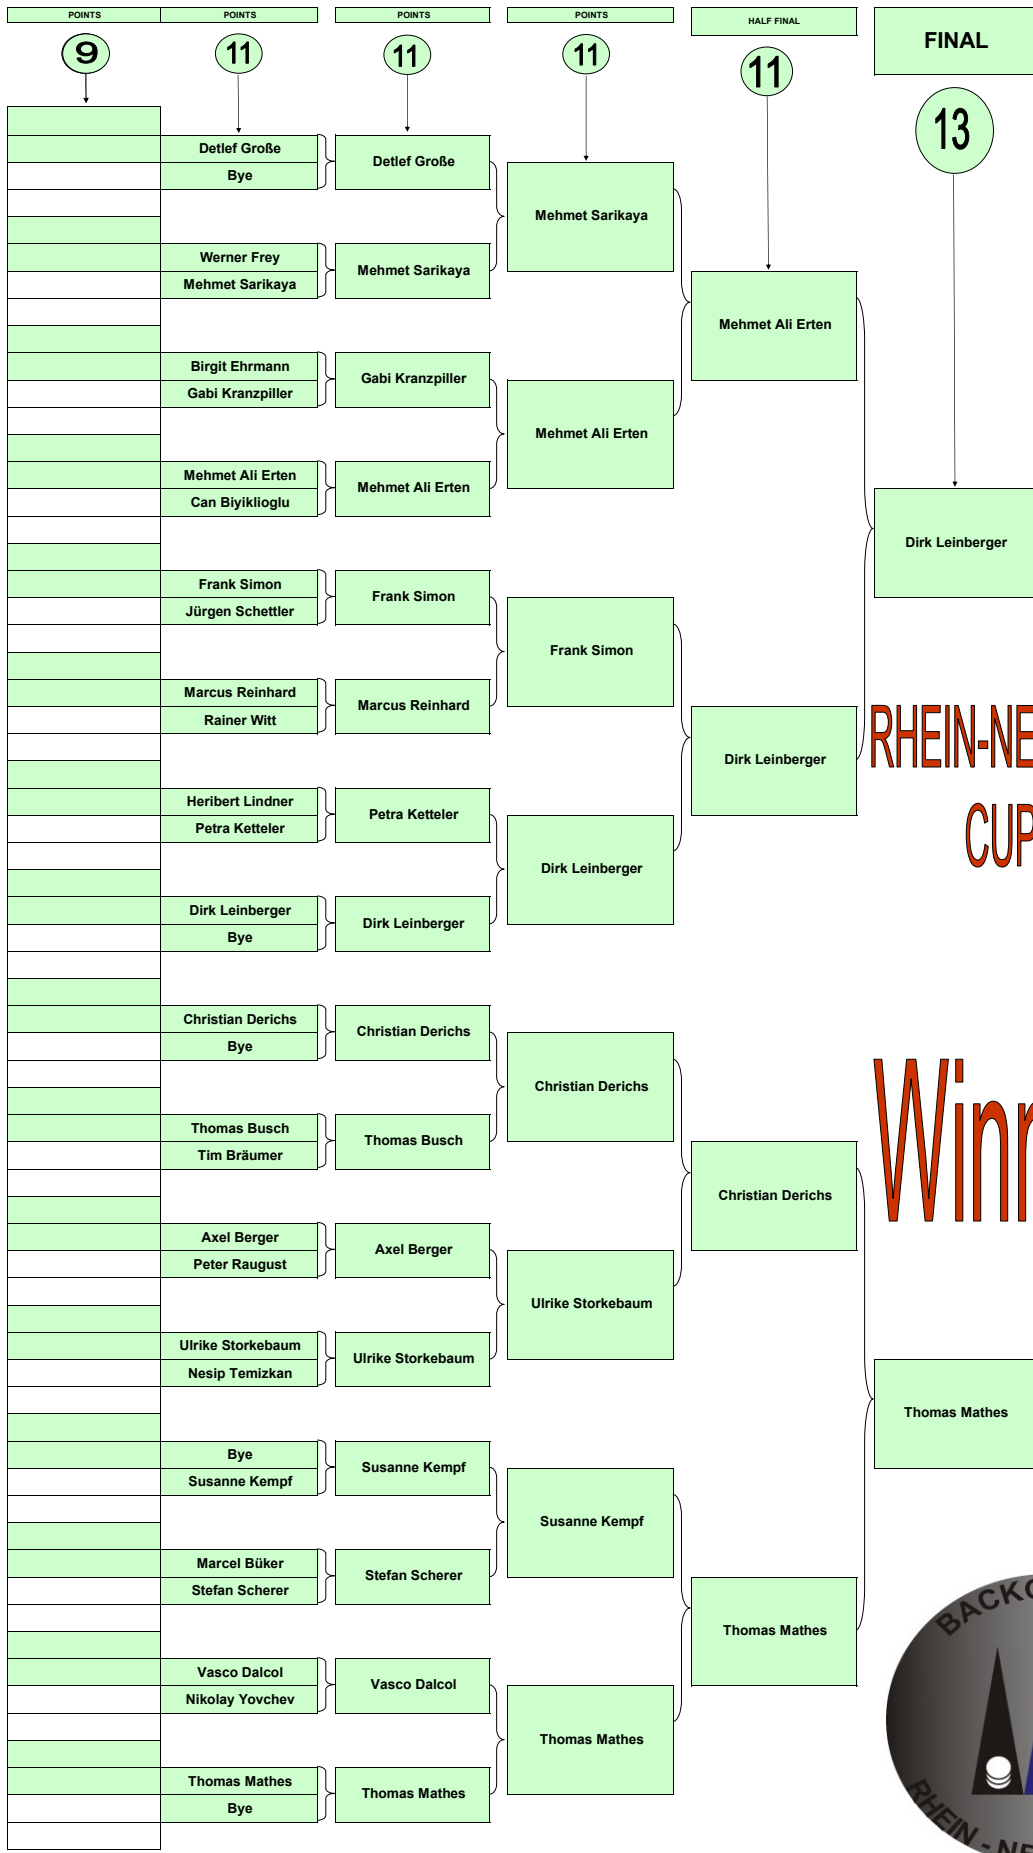 POINTS
POINTS
POINTS
POINTS
HALF FINAL
FINAL
9
11
11
11
11
13
Detlef Große
Bye
Werner Frey
Mehmet Sarikaya
Birgit Ehrmann
Gabi Kranzpiller
Mehmet Ali Erten
Can Biyiklioglu
Frank Simon
Jürgen Schettler
Marcus Reinhard
Rainer Witt
Heribert Lindner
Petra Ketteler
Dirk Leinberger
Bye
Christian Derichs
Bye
Thomas Busch
Tim Bräumer
Axel Berger
Peter Raugust
Ulrike Storkebaum
Nesip Temizkan
Bye
Susanne Kempf
Marcel Büker
Stefan Scherer
Vasco Dalcol
Nikolay Yovchev
Thomas Mathes
Bye
Detlef Große
Mehmet Sarikaya
Gabi Kranzpiller
Mehmet Ali Erten
Frank Simon
Marcus Reinhard
Petra Ketteler
Dirk Leinberger
Christian Derichs
Thomas Busch
Axel Berger
Ulrike Storkebaum
Susanne Kempf
Stefan Scherer
Vasco Dalcol
Thomas Mathes
Mehmet Sarikaya
Mehmet Ali Erten
Frank Simon
Dirk Leinberger
Christian Derichs
Ulrike Storkebaum
Susanne Kempf
Thomas Mathes
Mehmet Ali Erten
Dirk Leinberger
Christian Derichs
Thomas Mathes
Dirk Leinberger
Thomas Mathes
RHEIN-NE
CUP
Winn
BACKG
RHEIN - NE